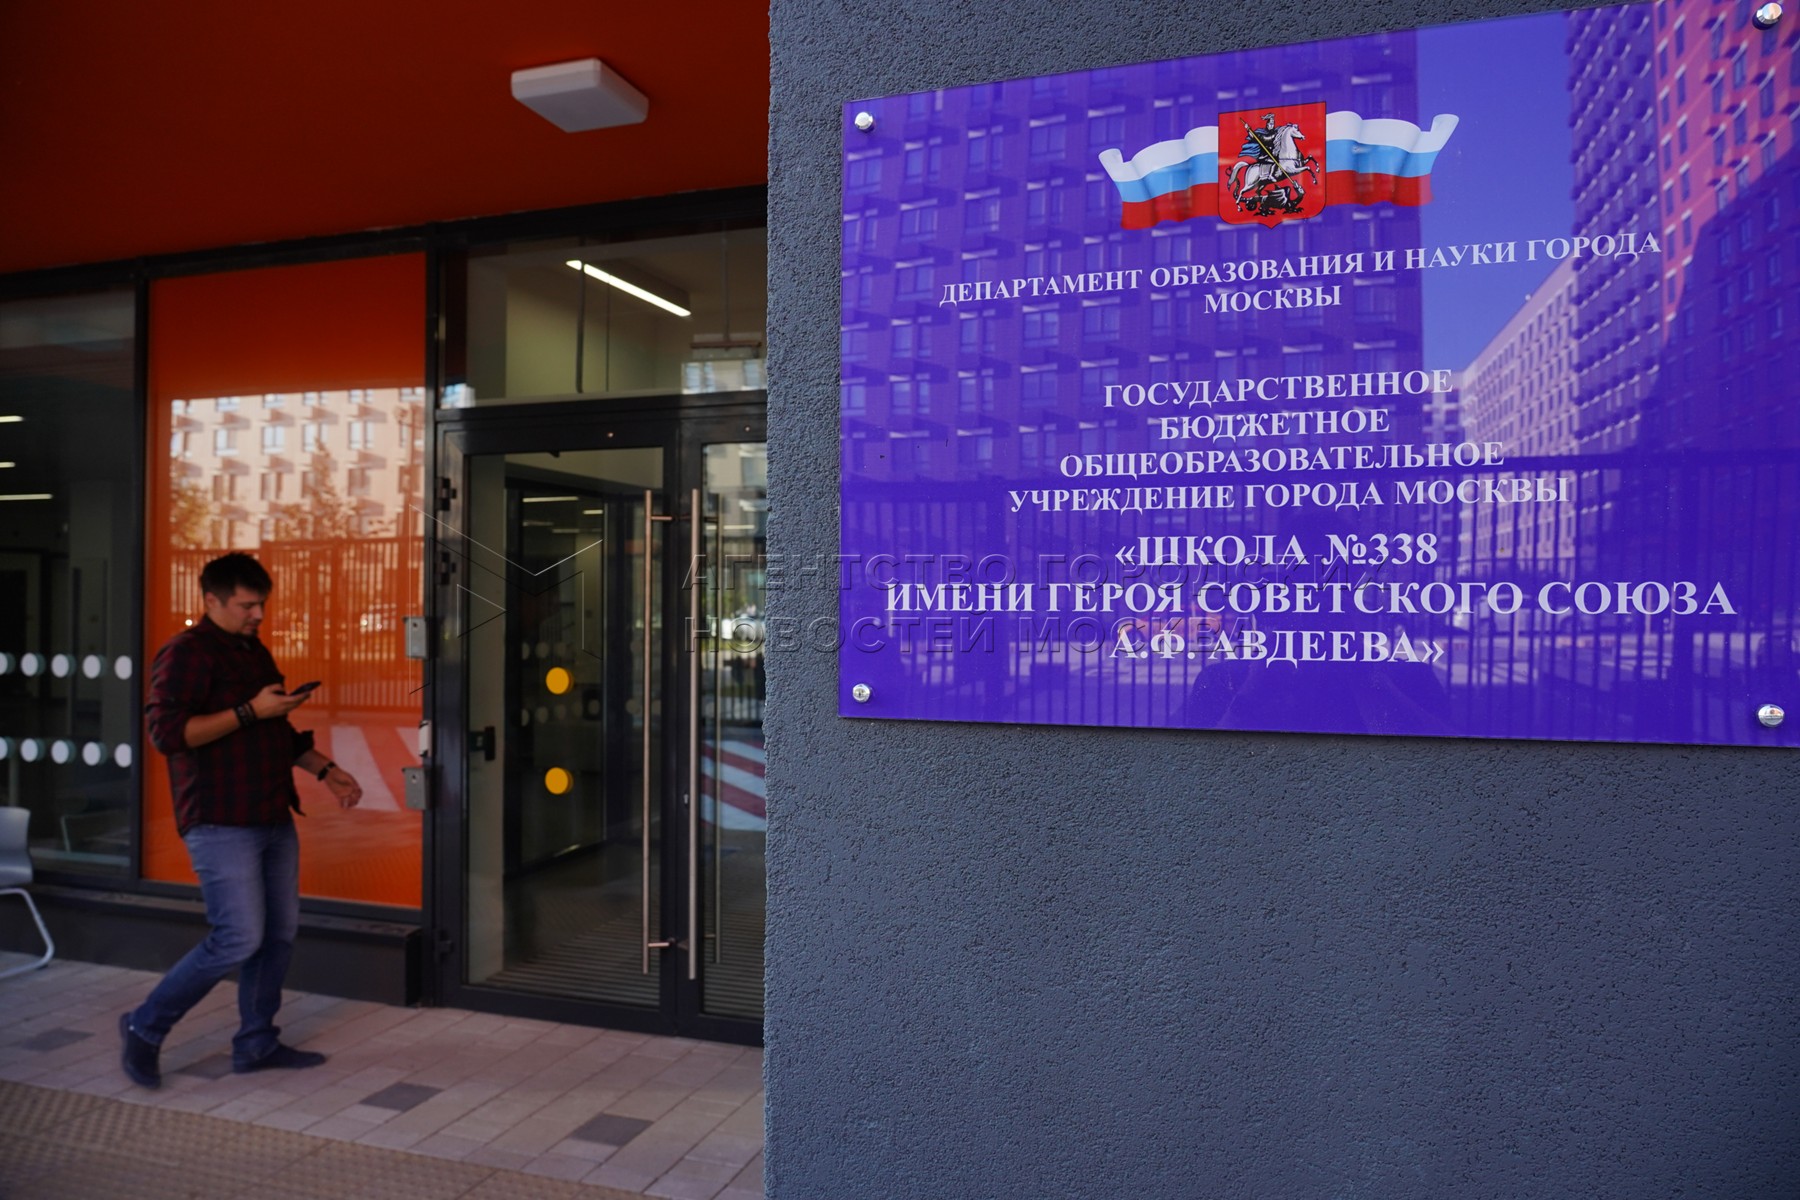 ДЕПАРТАМЕНТ ОБРАЗОВАНИЯ И НАУКИ ГОРОДА
МОСКВЫ
ГОСУДАРСТВЕННОЕ
БЮДЖЕТНОЕ
ОБЩЕОБРАЗОВАТЕЛЬНОЕ
УЧРЕЖДЕНИЕ ГОРОДА МОСКВЫ
«ШКОЛА №338
ИМЕНИ ГЕРОЯ СОВЕТСКОГО СОЮЗА
А.Ф. АВДЕЕВА»
АГЕНТСТВО ГОРОДСКИХ
НОВОСТЕЙ МОСКВА